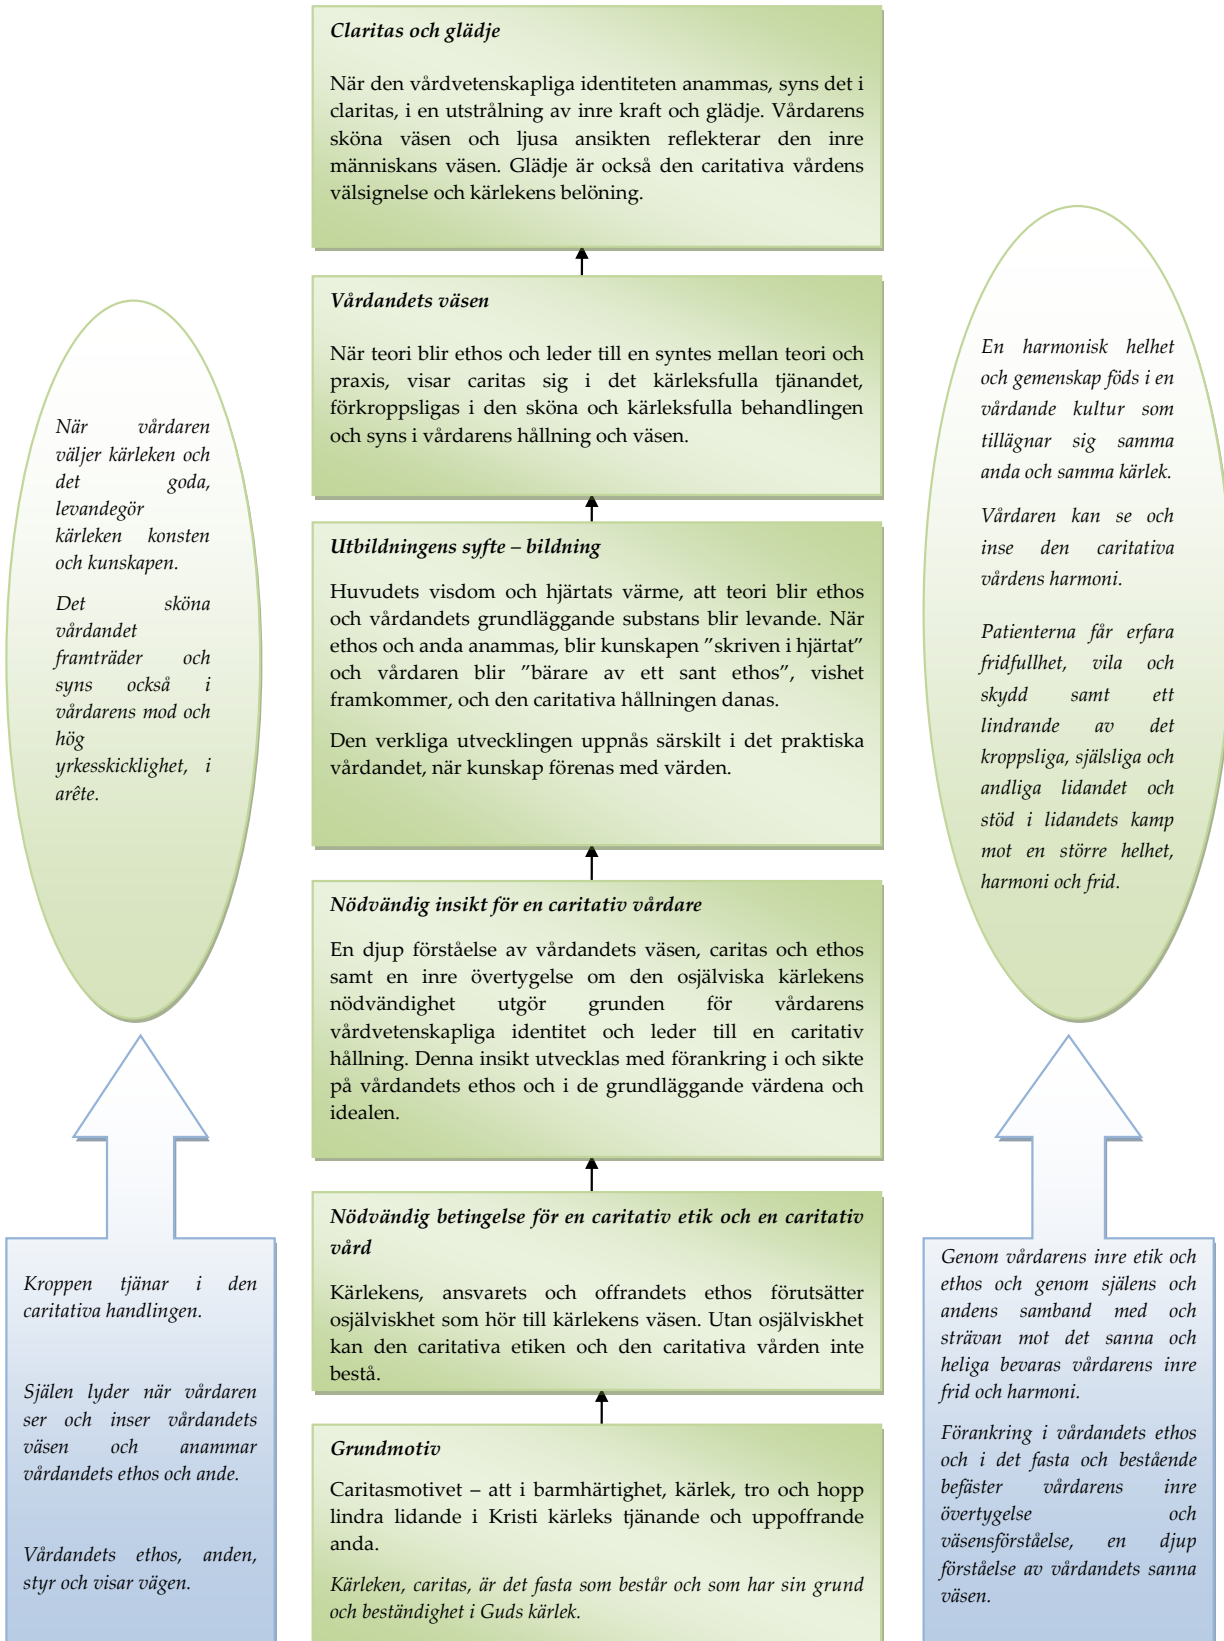 Claritas och glädje
När den vårdvetenskapliga identiteten anammas, syns det i
claritas, i en utstrålning av inre kraft och glädje. Vårdarens
sköna väsen och ljusa ansikten reflekterar den inre
människans väsen. Glädje är också den caritativa vårdens
välsignelse och kärlekens belöning.
Vårdandets väsen
När teori blir ethos och leder till en syntes mellan teori och
praxis, visar caritas sig i det kärleksfulla tjänandet,
förkroppsligas i den sköna och kärleksfulla behandlingen
och syns i vårdarens hållning och väsen.
Utbildningens syfte – bildning
Huvudets visdom och hjärtats värme, att teori blir ethos
och vårdandets grundläggande substans blir levande. När
ethos och anda anammas, blir kunskapen ”skriven i hjärtat”
och vårdaren blir ”bärare av ett sant ethos”, vishet
framkommer, och den caritativa hållningen danas.
Den verkliga utvecklingen uppnås särskilt i det praktiska
vårdandet, när kunskap förenas med värden.
Nödvändig insikt för en caritativ vårdare
En djup förståelse av vårdandets väsen, caritas och ethos
samt en inre övertygelse om den osjälviska kärlekens
nödvändighet utgör grunden för vårdarens
vårdvetenskapliga identitet och leder till en caritativ
hållning. Denna insikt utvecklas med förankring i och sikte
på vårdandets ethos och i de grundläggande värdena och
idealen.
Nödvändig betingelse för en caritativ etik och en caritativ
vård
Kärlekens, ansvarets och offrandets ethos förutsätter
osjälviskhet som hör till kärlekens väsen. Utan osjälviskhet
kan den caritativa etiken och den caritativa vården inte
bestå.
Grundmotiv
Caritasmotivet – att i barmhärtighet, kärlek, tro och hopp
lindra lidande i Kristi kärleks tjänande och uppoffrande
anda.
Kärleken, caritas, är det fasta som består och som har sin grund
och beständighet i Guds kärlek.
När vårdaren
väljer kärleken och
det goda,
levandegör
kärleken konsten
och kunskapen.
Det sköna
vårdandet
framträder och
syns också i
vårdarens mod och
hög
yrkesskicklighet, i
arête.
Kroppen tjänar i den
caritativa handlingen.
Själen lyder när vårdaren
ser och inser vårdandets
väsen och anammar
vårdandets ethos och ande.
Vårdandets ethos, anden,
styr och visar vägen.
En harmonisk helhet
och gemenskap föds i en
vårdande kultur som
tillägnar sig samma
anda och samma kärlek.
Vårdaren kan se och
inse den caritativa
vårdens harmoni.
Patienterna får erfara
fridfullhet, vila och
skydd samt ett
lindrande av det
kroppsliga, själsliga och
andliga lidandet och
stöd i lidandets kamp
mot en större helhet,
harmoni och frid.
Genom vårdarens inre etik och
ethos och genom själens och
andens samband med och
strävan mot det sanna och
heliga bevaras vårdarens inre
frid och harmoni.
Förankring i vårdandets ethos
och i det fasta och bestående
befäster vårdarens inre
övertygelse och
väsensförståelse, en djup
förståelse av vårdandets sanna
väsen.